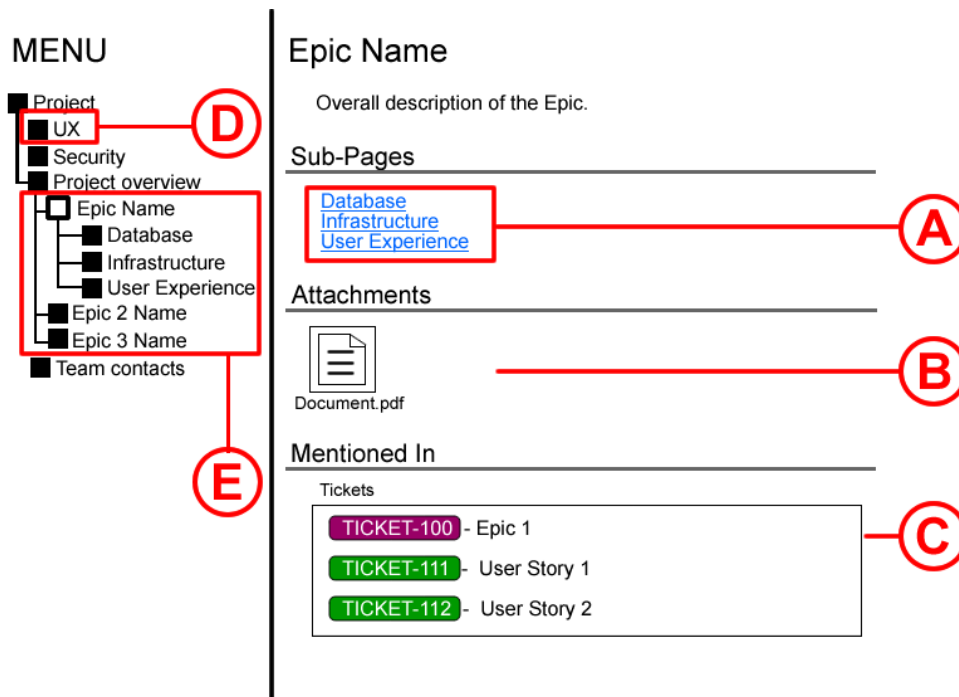 MENU
Project
UX
D
Security
Project overview
Epic Name
Database
Infrastructure
User Experience
Epic 2 Name
Epic 3 Name
Team contacts
E
Epic Name
Overall description of the Epic.
Sub-Pages
Database
Infrastructure
User Experience
A
Attachments
Document.pdf
B
Mentioned In
Tickets
TICKET-100 - Epic 1
TICKET-111 - User Story 1
TICKET-112 - User Story 2
C